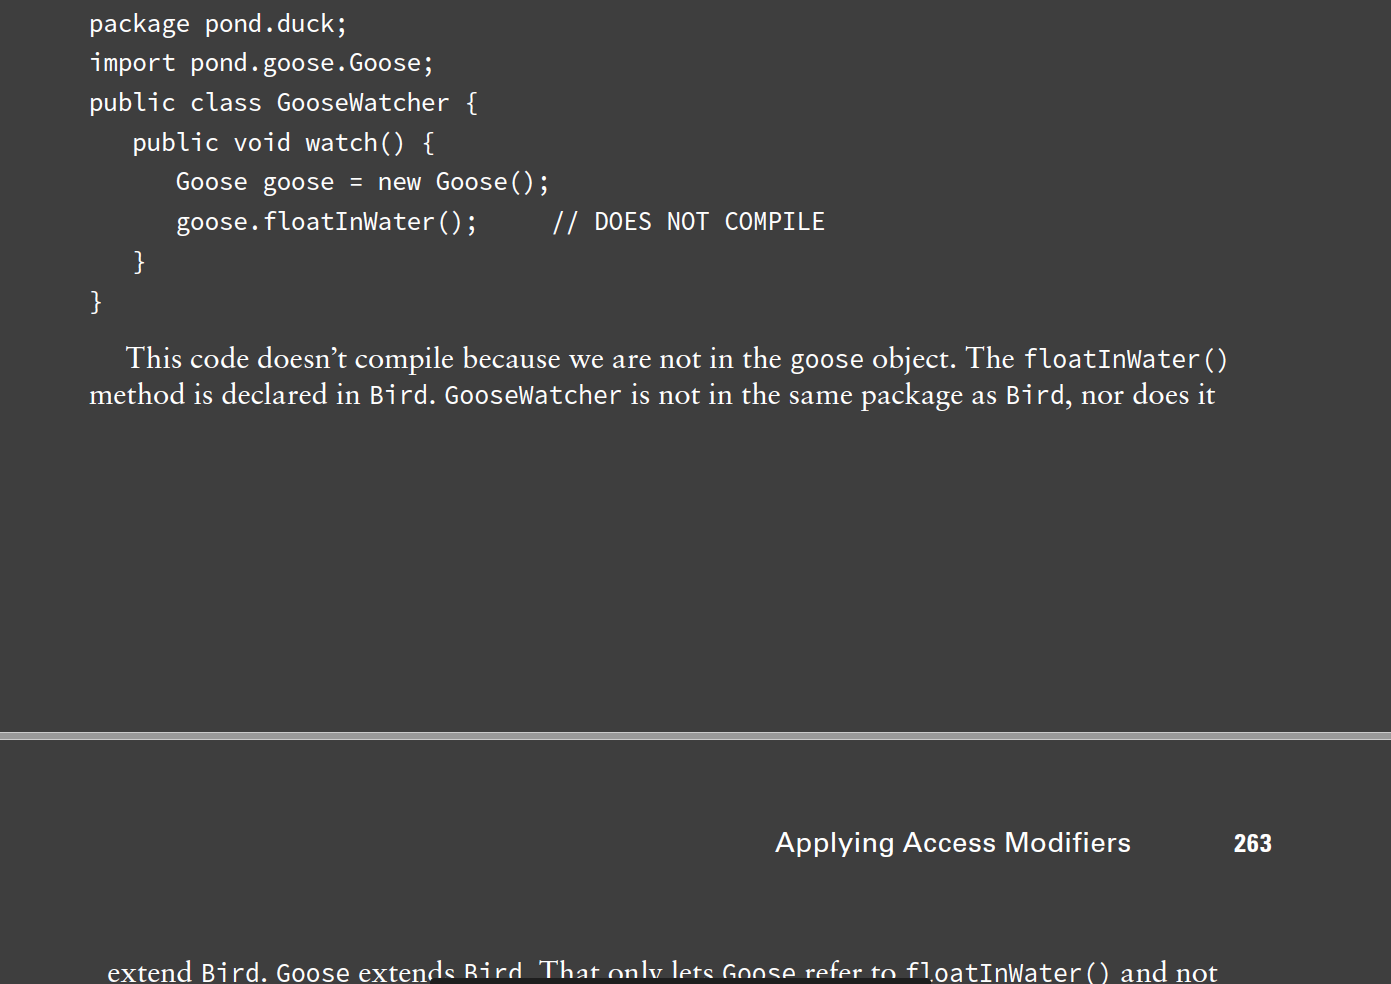 package pond.duck;
import pond.goose.Goose;
public class GooseWatcher {
   public void watch() {
      Goose goose = new Goose();
      goose.floatInWater();     // DOES NOT COMPILE
   }
}
This code doesn’t compile because we are not in the goose object. The floatInWater()
method is declared in Bird. GooseWatcher is not in the same package as Bird, nor does it
Applying Access Modifiers 263
extend Bird. Goose extends Bird. That only lets Goose refer to floatInWater() and not